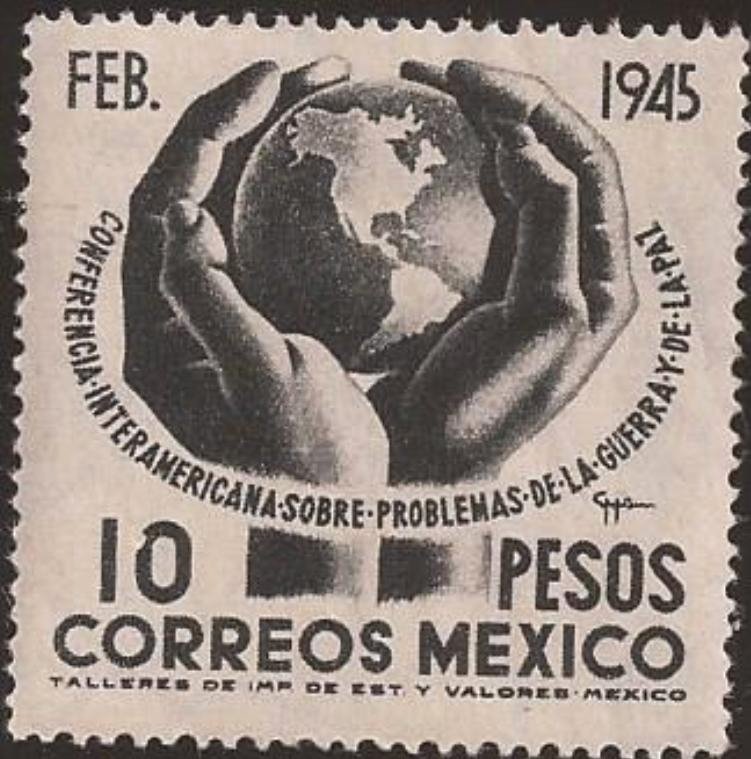 FEB. 1945
CONFERENCIA·INTERAMERICANA·SOBRE·PROBLEMAS·DE·LA·GUERRA·Y·DE·LA·PAZ
10 PESOS
CORREOS MEXICO
TALLERES DE IMP. DE EST. Y VALORES·MEXICO